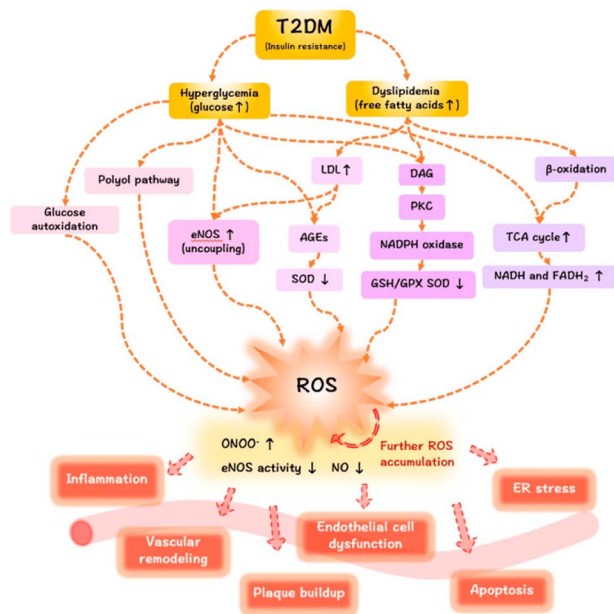 T2DM
(Insulin resistance)
Hyperglycemia
(glucose ↑)
Dyslipidemia
(free fatty acids ↑)
Polyol pathway
LDL ↑
DAG
β-oxidation
Glucose
autoxidation
PKC
eNOS ↑
(uncoupling)
AGEs
NADPH oxidase
TCA cycle ↑
SOD ↓
GSH/GPX SOD ↓
NADH and FADH₂ ↑
ROS
ONOO⁻ ↑
eNOS activity ↓ NO ↓
Further ROS
accumulation
Inflammation
ER stress
Vascular
remodeling
Endothelial cell
dysfunction
Plaque buildup
Apoptosis